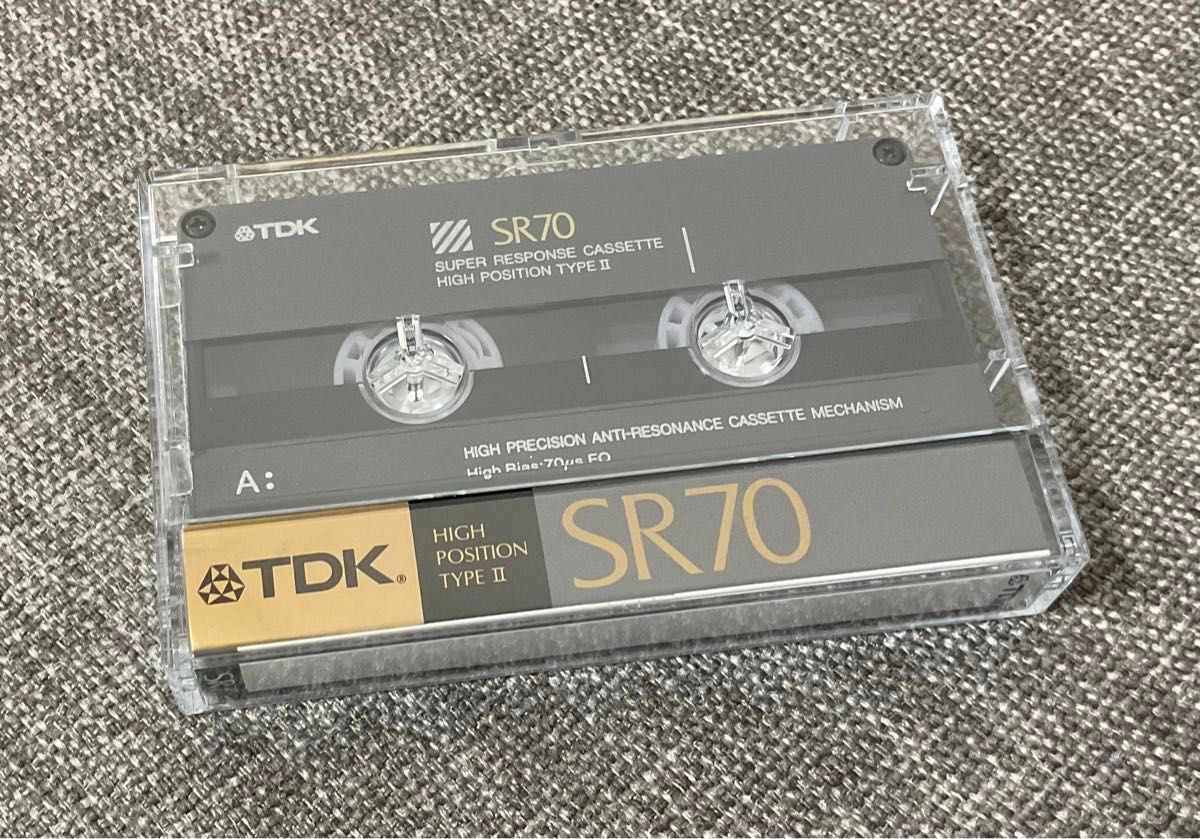 TDK
SR70
SUPER RESPONSE CASSETTE
HIGH POSITION TYPE II
HIGH PRECISION ANTI-RESONANCE CASSETTE MECHANISM
High Bias·70μs EQ
A:
TDK®
HIGH
POSITION
TYPE II
SR70